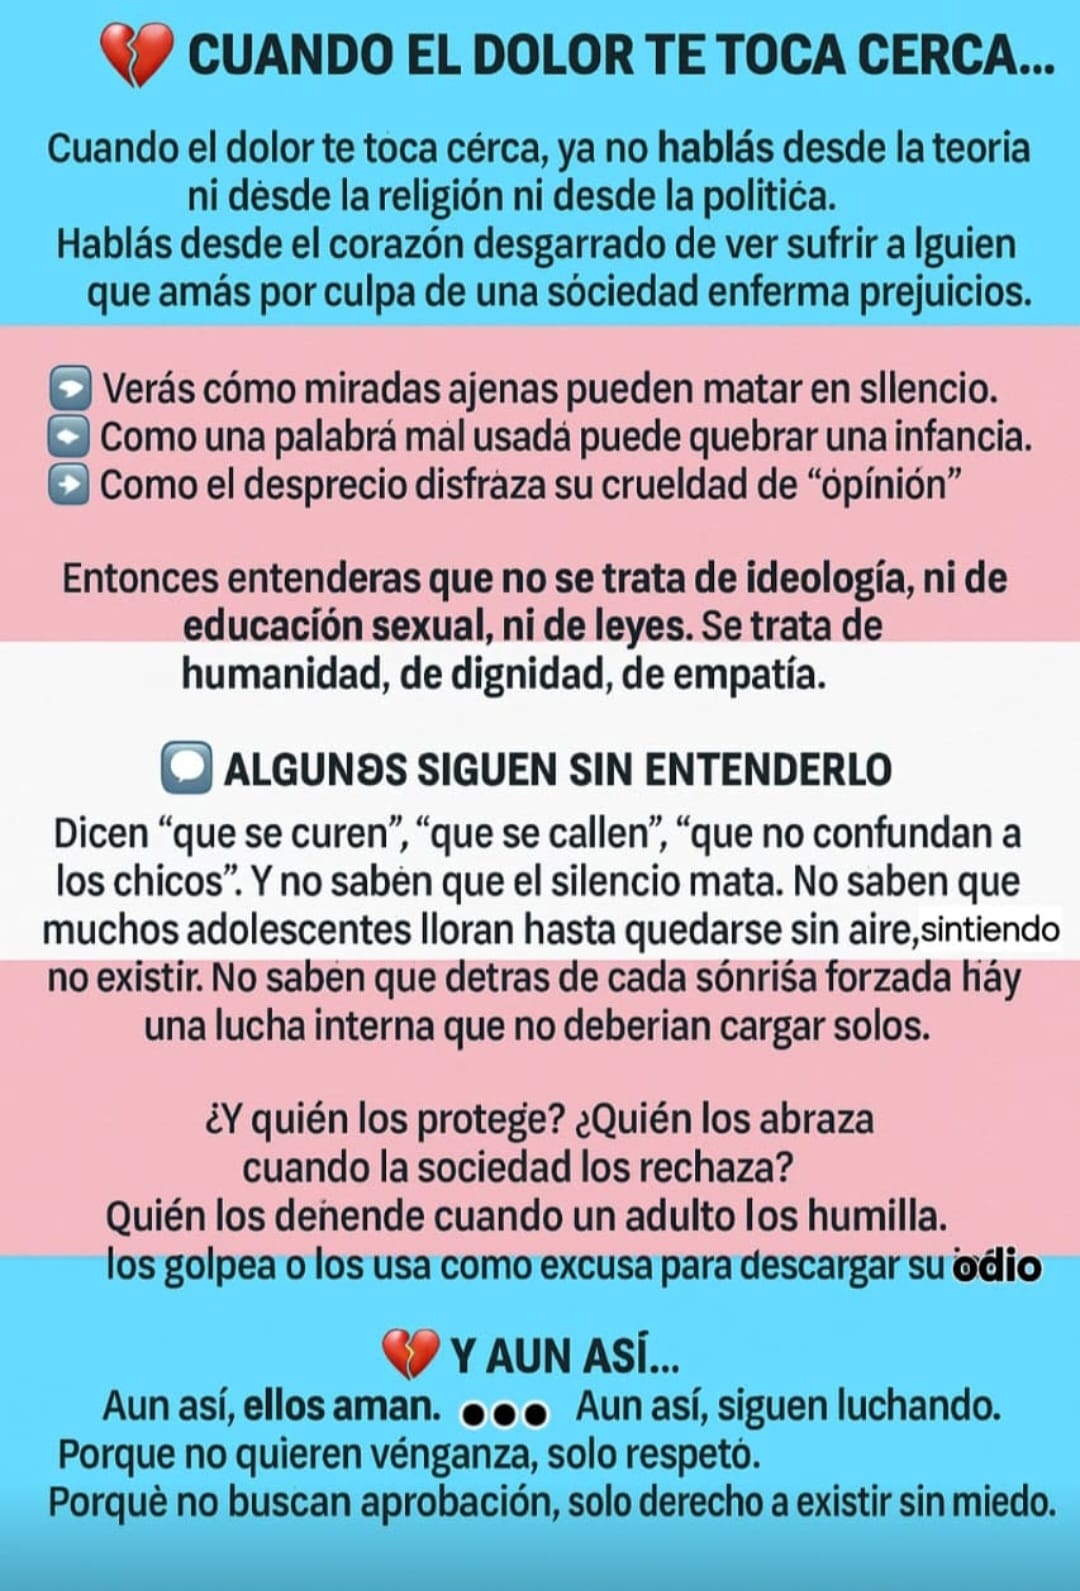 💔 CUANDO EL DOLOR TE TOCA CERCA...
Cuando el dolor te toca cérca, ya no hablás desde la teoria
ni dèsde la religión ni desde la politića.
Hablás desde el corazón desgarrado de ver sufrir a lguien
que amás por culpa de una sóciedad enferma prejuicios.
➡️ Verás cómo miradas ajenas pueden matar en sllencio.
⬅️ Como una palabrá mál usadá puede quebrar una infancia.
➡️ Como el desprecio disfráza su crueldad de “ópínión”
Entonces entenderas que no se trata de ideología, ni de
educacíón sexual, ni de leyes. Se trata de
humanidad, de dignidad, de empatía.
💬 ALGUNƏS SIGUEN SIN ENTENDERLO
Dicen “que se curen”, “que se callen”, “que no confundan a
los chicos”. Y no sabėn que el silencio mata. No saben que
muchos adolescentes lloran hasta quedarse sin aire,sintiendo
no existir. No sabėn que detras de cada sónriśa forzada háy
una lucha interna que no deberian cargar solos.
¿Y quién los protegė? ¿Quién los abraza
cuando la sociedad los rechaza?
Quién los deñende cuando un adulto los humilla.
los golpea o los usa como excusa para descargar su ódio
💔 Y AUN ASÍ...
Aun así, ellos aman. ●●● Aun así, siguen luchando.
Porque no quieren vénganza, solo respetó.
Porquè no buscan aprobación, solo derecho a existir sin miedo.